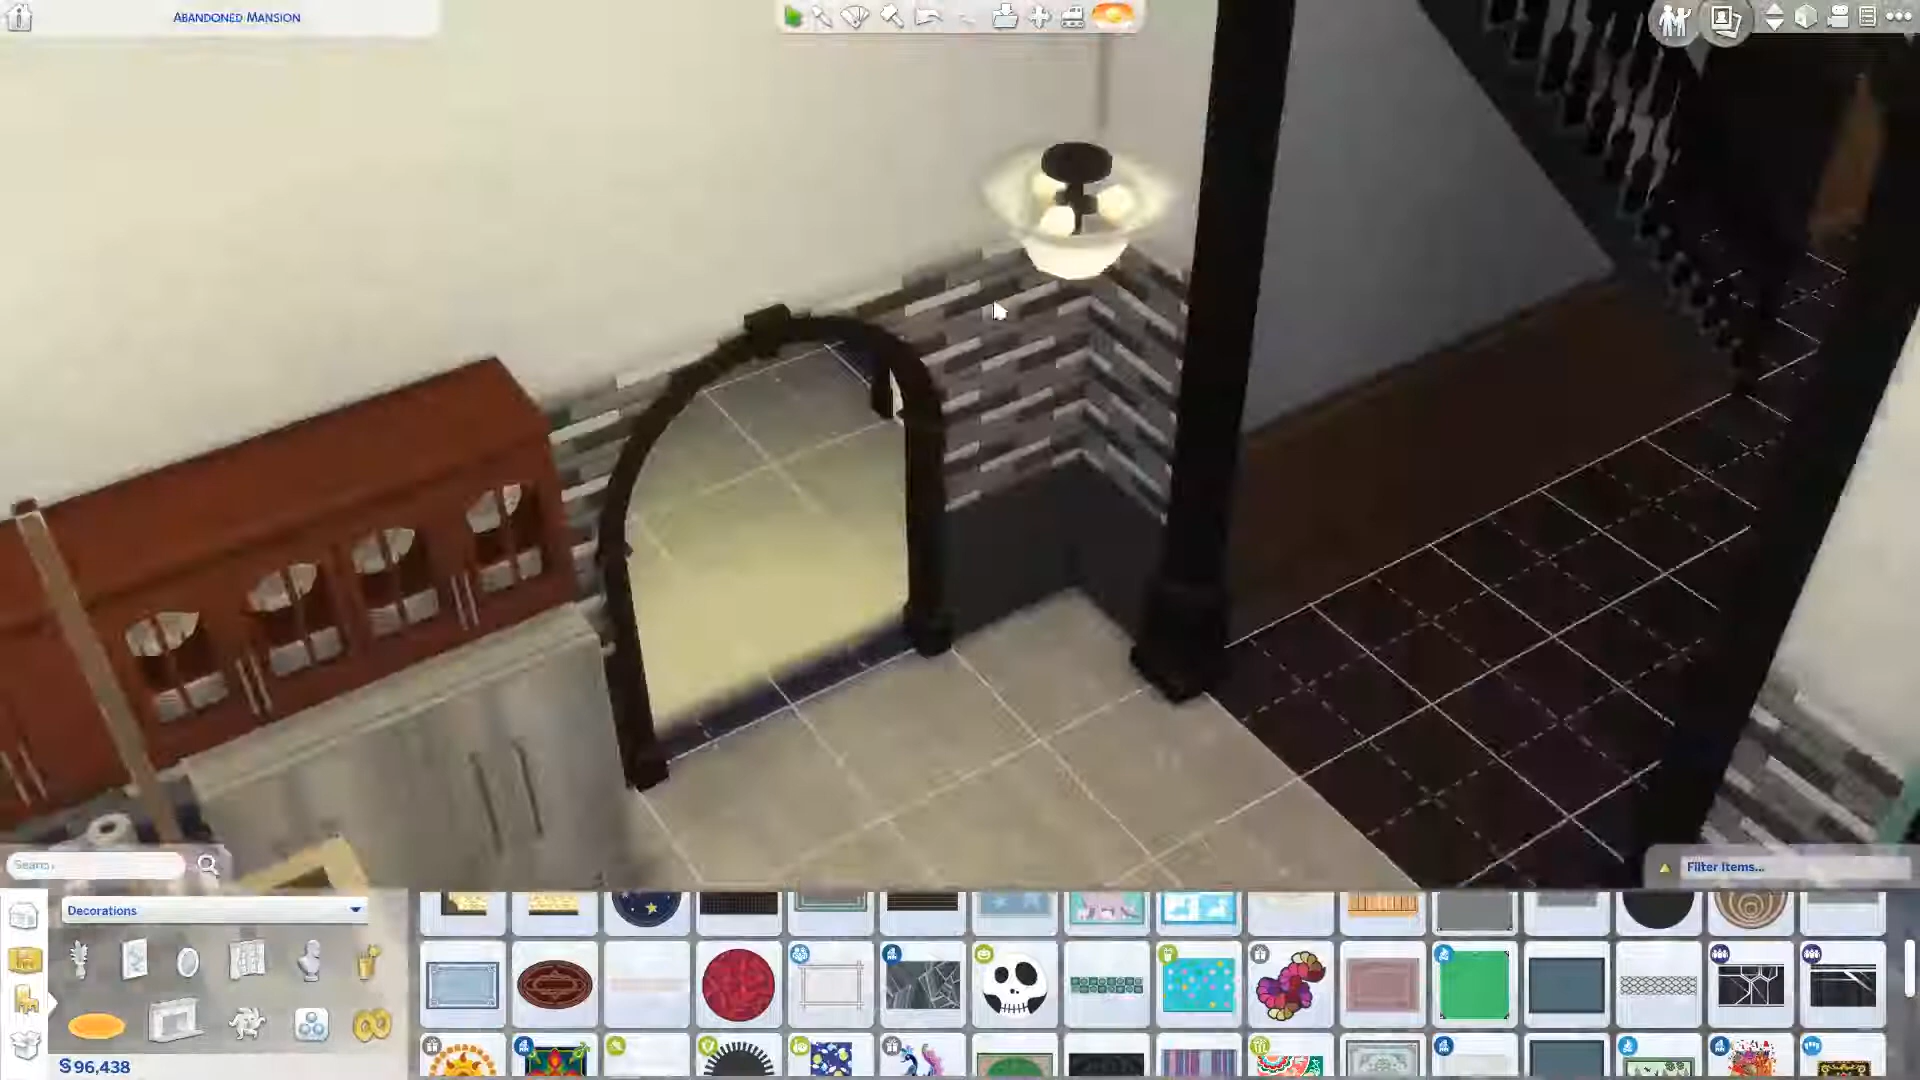 ABANDONED MANSION
Search
Filter Items...
Decorations
§96,438